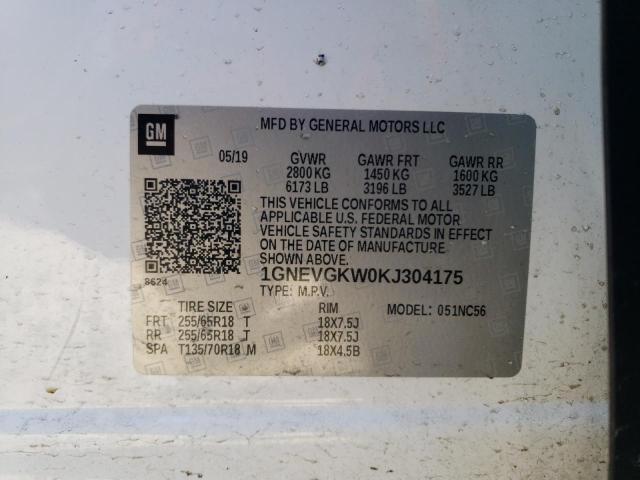 GM
MFD BY GENERAL MOTORS LLC
05/19 GVWR GAWR FRT GAWR RR
2800 KG 1450 KG 1600 KG
6173 LB 3196 LB 3527 LB
THIS VEHICLE CONFORMS TO ALL
APPLICABLE U.S. FEDERAL MOTOR
VEHICLE SAFETY STANDARDS IN EFFECT
ON THE DATE OF MANUFACTURE
SHOWN ABOVE.
8624
1GNEVGKW0KJ304175
TYPE: M.P.V. MODEL: 051NC56
TIRE SIZE RIM
FRT 255/65R18 T 18X7.5J
RR 255/65R18 T 18X7.5J
SPA T135/70R18 M 18X4.5B